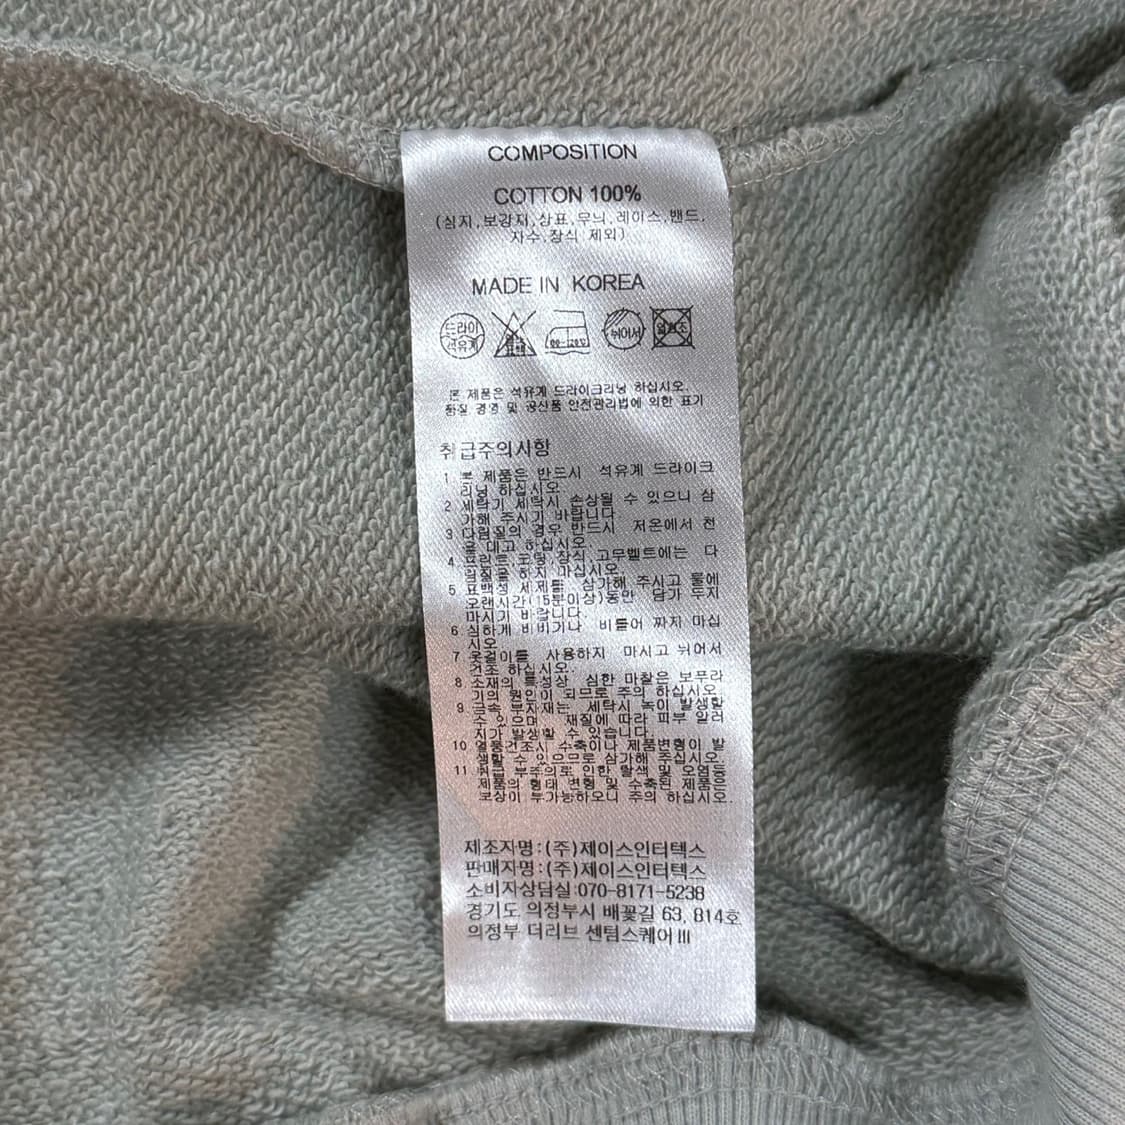 COMPOSITION
COTTON 100%
(심지,보강지,상표,무늬,레이스,밴드,
자수,장식 제외)
MADE IN KOREA
드라이
석유계
염소
표백
80-120℃
뉘어서
열건조
본 제품은 석유계 드라이크리닝 하십시오.
품질 경영 및 공산품 안전관리법에 의한 표기
취급주의사항
1 본 제품은 반드시 석유계 드라이크
리닝 하십시오.
2 세탁기 세탁시 손상될 수 있으니 삼
가해 주시기 바랍니다.
3 다림질의 경우 반드시 저온에서 천
을 대고 하십시오.
4 프린트,코팅,장식 고무벨트에는 다
림질을 하지 마십시오.
5 표백성 세제를 삼가해 주시고 물에
오랜시간(15분이상)동안 담가 두지
마시기 바랍니다.
6 심하게 비비거나 비틀어 짜지 마십
시오.
7 옷걸이를 사용하지 마시고 뉘어서
건조 하십시오.
8 소재의 특성상 심한 마찰은 보푸라
기의 원인이 되므로 주의 하십시오.
9 금속 부자재는 세탁시 녹이 발생할
수 있으며 재질에 따라 피부 알러
지가 발생할 수 있습니다.
10 열풍건조시 수축이나 제품변형이 발
생할 수 있으므로 삼가해 주십시오.
11 취급 부주의로 인한 탈색 및 오염등
제품의 형태 변형 및 수축된 제품은
보상이 불가능하오니 주의 하십시오.
제조자명:(주)제이스인터텍스
판매자명:(주)제이스인터텍스
소비자상담실:070-8171-5238
경기도 의정부시 배꽃길 63, 814호
의정부 더리브 센텀스퀘어III